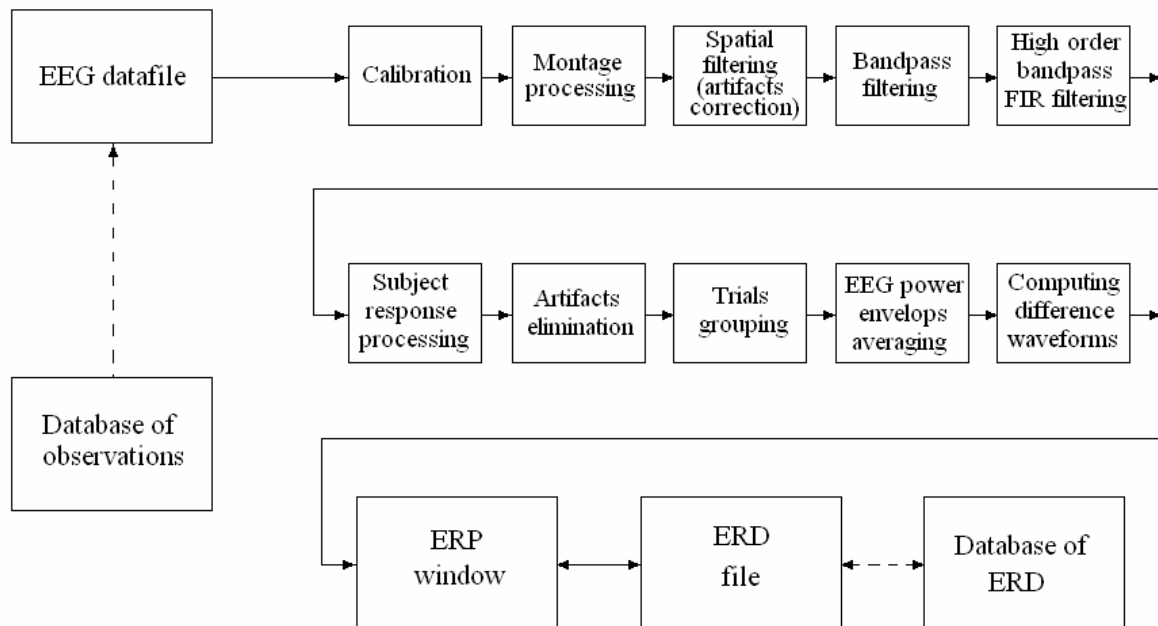 EEG datafile
Calibration
Montage
processing
Spatial
filtering
(artifacts
correction)
Bandpass
filtering
High order
bandpass
FIR filtering
Subject
response
processing
Artifacts
elimination
Trials
grouping
EEG power
envelops
averaging
Computing
difference
waveforms
Database of
observations
ERP
window
ERD
file
Database of
ERD